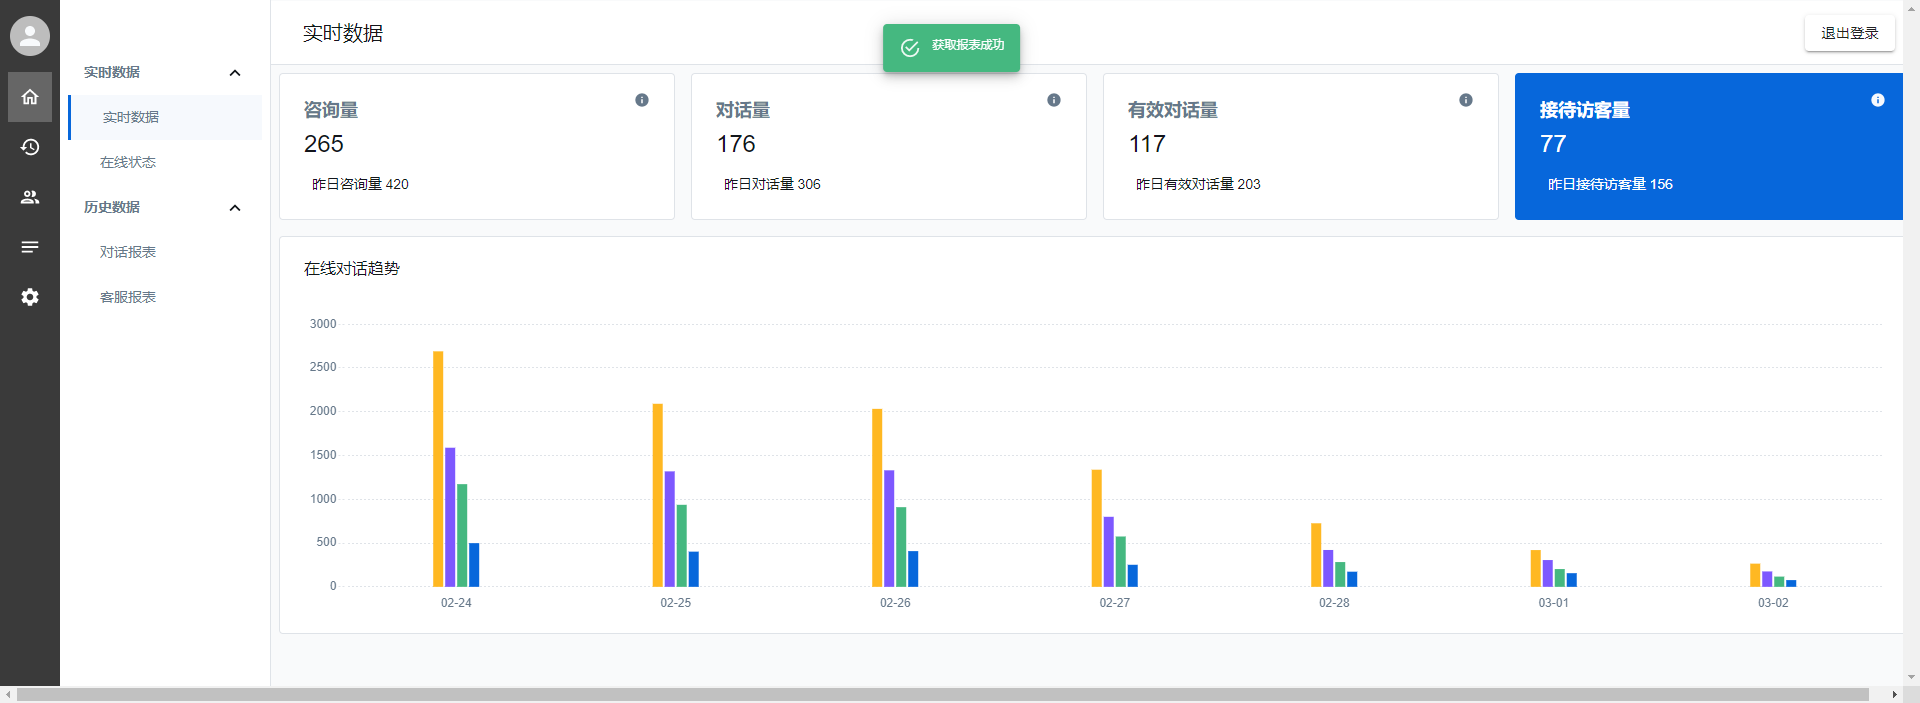 实时数据
获取报表成功
退出登录
实时数据
实时数据
在线状态
历史数据
对话报表
客服报表
咨询量
265
昨日咨询量 420
对话量
176
昨日对话量 306
有效对话量
117
昨日有效对话量 203
接待访客量
77
昨日接待访客量 156
在线对话趋势
3000
2500
2000
1500
1000
500
0
02-24
02-25
02-26
02-27
02-28
03-01
03-02